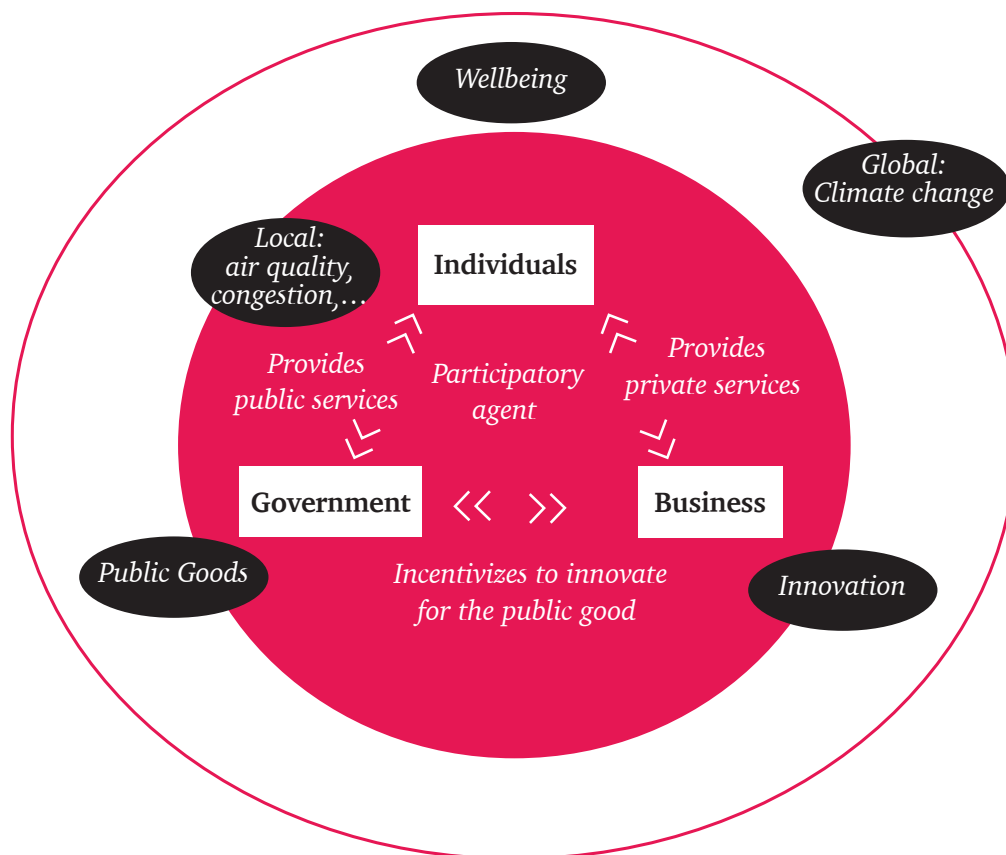 Wellbeing
Global:
Climate change
Local:
air quality,
congestion,...
Individuals
Provides
public services
Participatory
agent
Provides
private services
Government
Business
Public Goods
Incentivizes to innovate
for the public good
Innovation